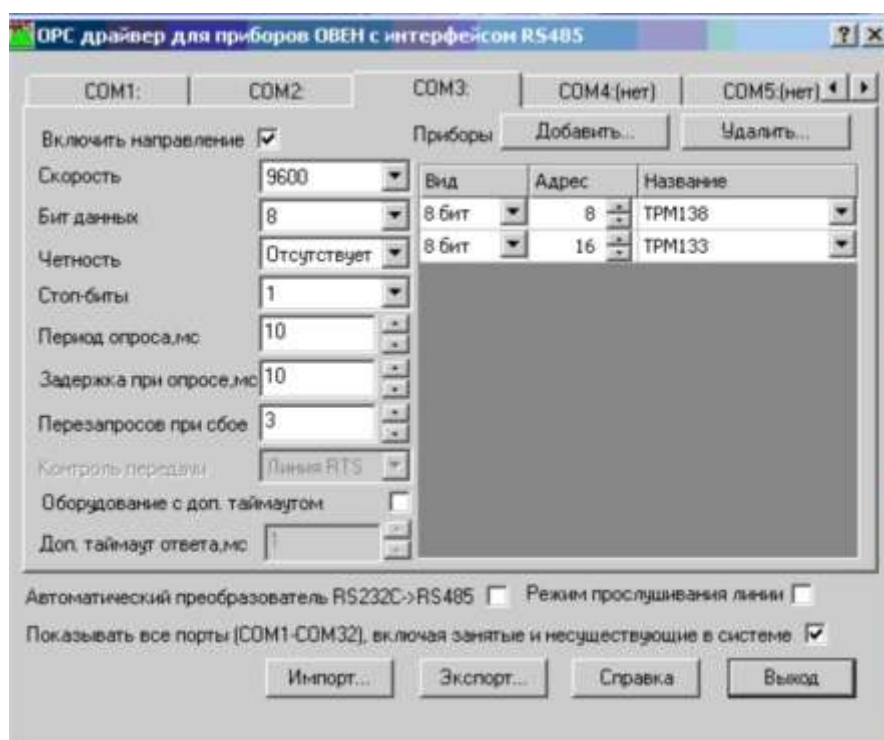 ОРС драйвер для приборов ОВЕН с интерфейсом RS485
COM1:
COM2:
COM3:
COM4:(нет)
COM5:(нет)
Включить направление
Приборы
Добавить...
Удалить...
Скорость
9600
Бит данных
8
Четность
Отсутствует
Стоп-биты
1
Период опроса,мс
10
Задержка при опросе,мс
10
Перезапросов при сбое
3
Контроль передачи
Линия RTS
Оборудование с доп. таймаутом
Доп. таймаут ответа,мс
1
Вид
Адрес
Название
8 бит
8
ТРМ138
8 бит
16
ТРМ133
Автоматический преобразователь RS232C->RS485
Режим прослушивания линии
Показывать все порты (COM1-COM32), включая занятые и несуществующие в системе
Импорт...
Экспорт...
Справка
Выход